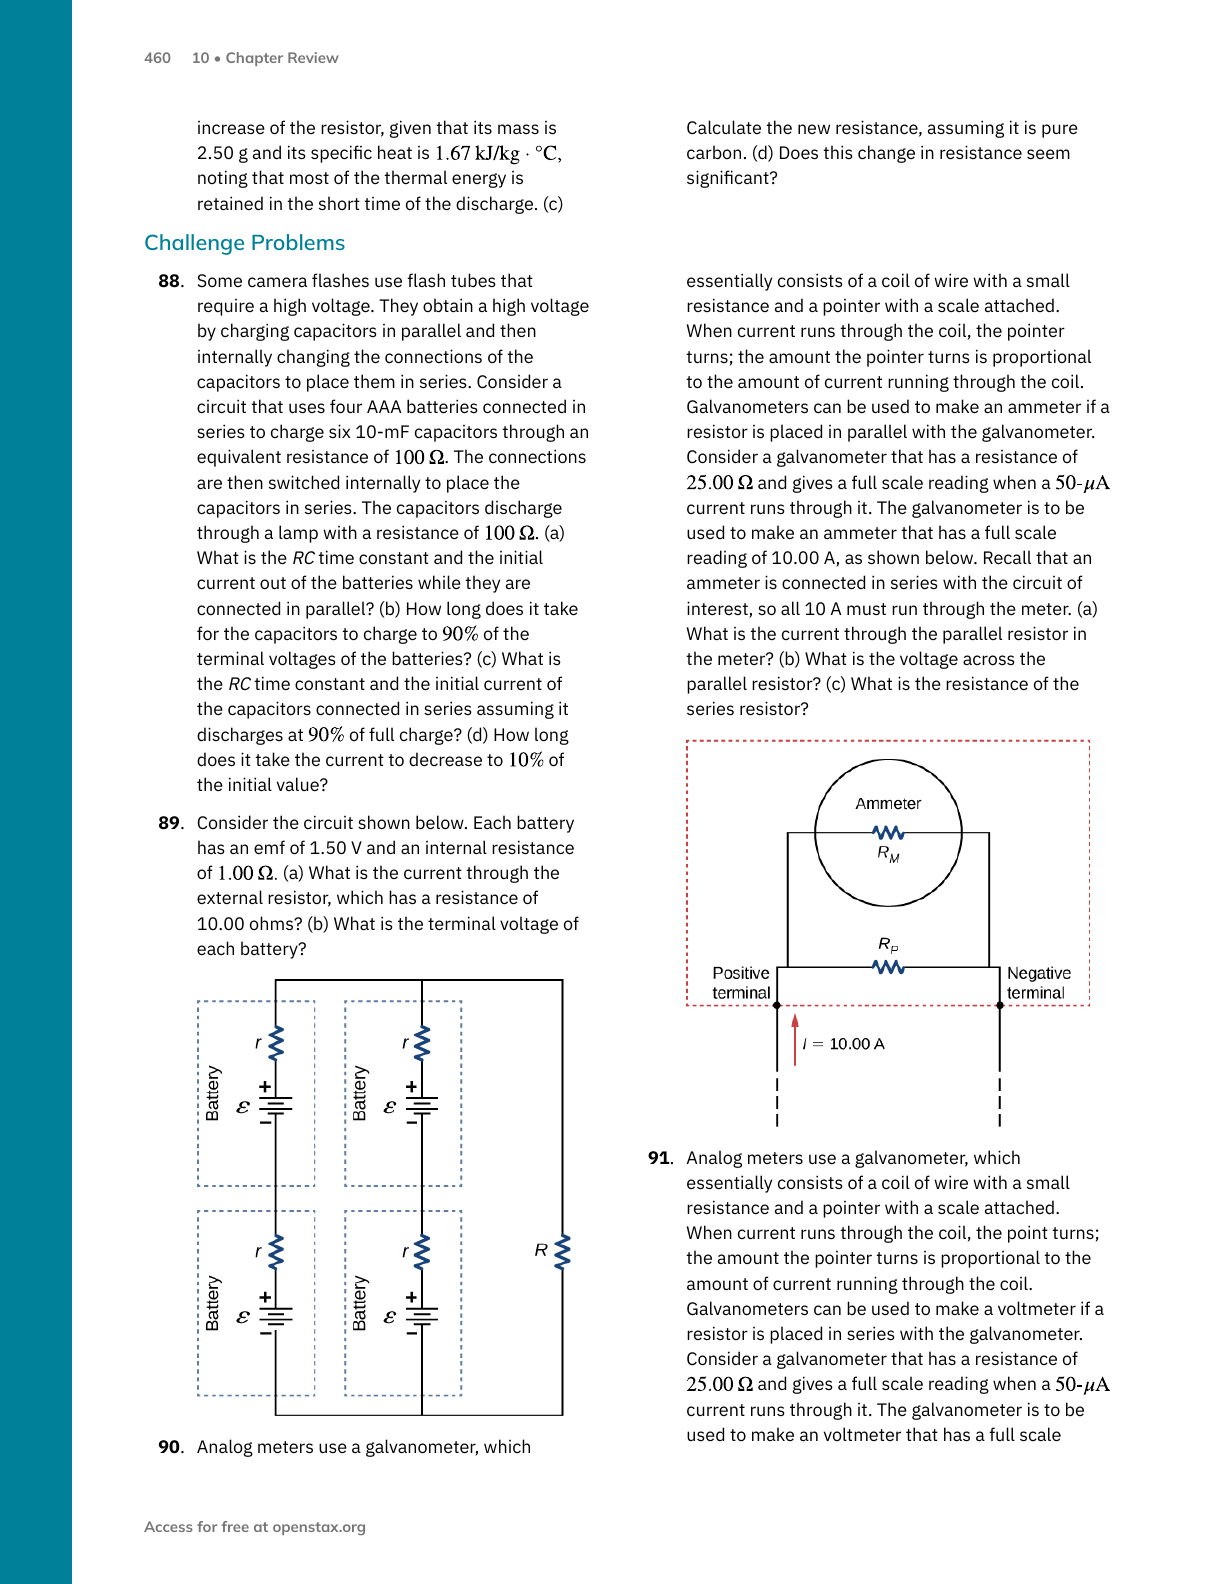 460 10 • Chapter Review
increase of the resistor, given that its mass is
2.50 g and its specific heat is 1.67 kJ/kg · °C,
noting that most of the thermal energy is
retained in the short time of the discharge. (c)
Calculate the new resistance, assuming it is pure
carbon. (d) Does this change in resistance seem
significant?
Challenge Problems
88. Some camera flashes use flash tubes that
require a high voltage. They obtain a high voltage
by charging capacitors in parallel and then
internally changing the connections of the
capacitors to place them in series. Consider a
circuit that uses four AAA batteries connected in
series to charge six 10-mF capacitors through an
equivalent resistance of 100 Ω. The connections
are then switched internally to place the
capacitors in series. The capacitors discharge
through a lamp with a resistance of 100 Ω. (a)
What is the RC time constant and the initial
current out of the batteries while they are
connected in parallel? (b) How long does it take
for the capacitors to charge to 90% of the
terminal voltages of the batteries? (c) What is
the RC time constant and the initial current of
the capacitors connected in series assuming it
discharges at 90% of full charge? (d) How long
does it take the current to decrease to 10% of
the initial value?
89. Consider the circuit shown below. Each battery
has an emf of 1.50 V and an internal resistance
of 1.00 Ω. (a) What is the current through the
external resistor, which has a resistance of
10.00 ohms? (b) What is the terminal voltage of
each battery?
Battery r + ε −
Battery r + ε −
Battery r + ε −
Battery r + ε −
R
90. Analog meters use a galvanometer, which
essentially consists of a coil of wire with a small
resistance and a pointer with a scale attached.
When current runs through the coil, the pointer
turns; the amount the pointer turns is proportional
to the amount of current running through the coil.
Galvanometers can be used to make an ammeter if a
resistor is placed in parallel with the galvanometer.
Consider a galvanometer that has a resistance of
25.00 Ω and gives a full scale reading when a 50-μA
current runs through it. The galvanometer is to be
used to make an ammeter that has a full scale
reading of 10.00 A, as shown below. Recall that an
ammeter is connected in series with the circuit of
interest, so all 10 A must run through the meter. (a)
What is the current through the parallel resistor in
the meter? (b) What is the voltage across the
parallel resistor? (c) What is the resistance of the
series resistor?
Ammeter
R_M
R_P
Positive
terminal
Negative
terminal
I = 10.00 A
91. Analog meters use a galvanometer, which
essentially consists of a coil of wire with a small
resistance and a pointer with a scale attached.
When current runs through the coil, the point turns;
the amount the pointer turns is proportional to the
amount of current running through the coil.
Galvanometers can be used to make a voltmeter if a
resistor is placed in series with the galvanometer.
Consider a galvanometer that has a resistance of
25.00 Ω and gives a full scale reading when a 50-μA
current runs through it. The galvanometer is to be
used to make an voltmeter that has a full scale
Access for free at openstax.org